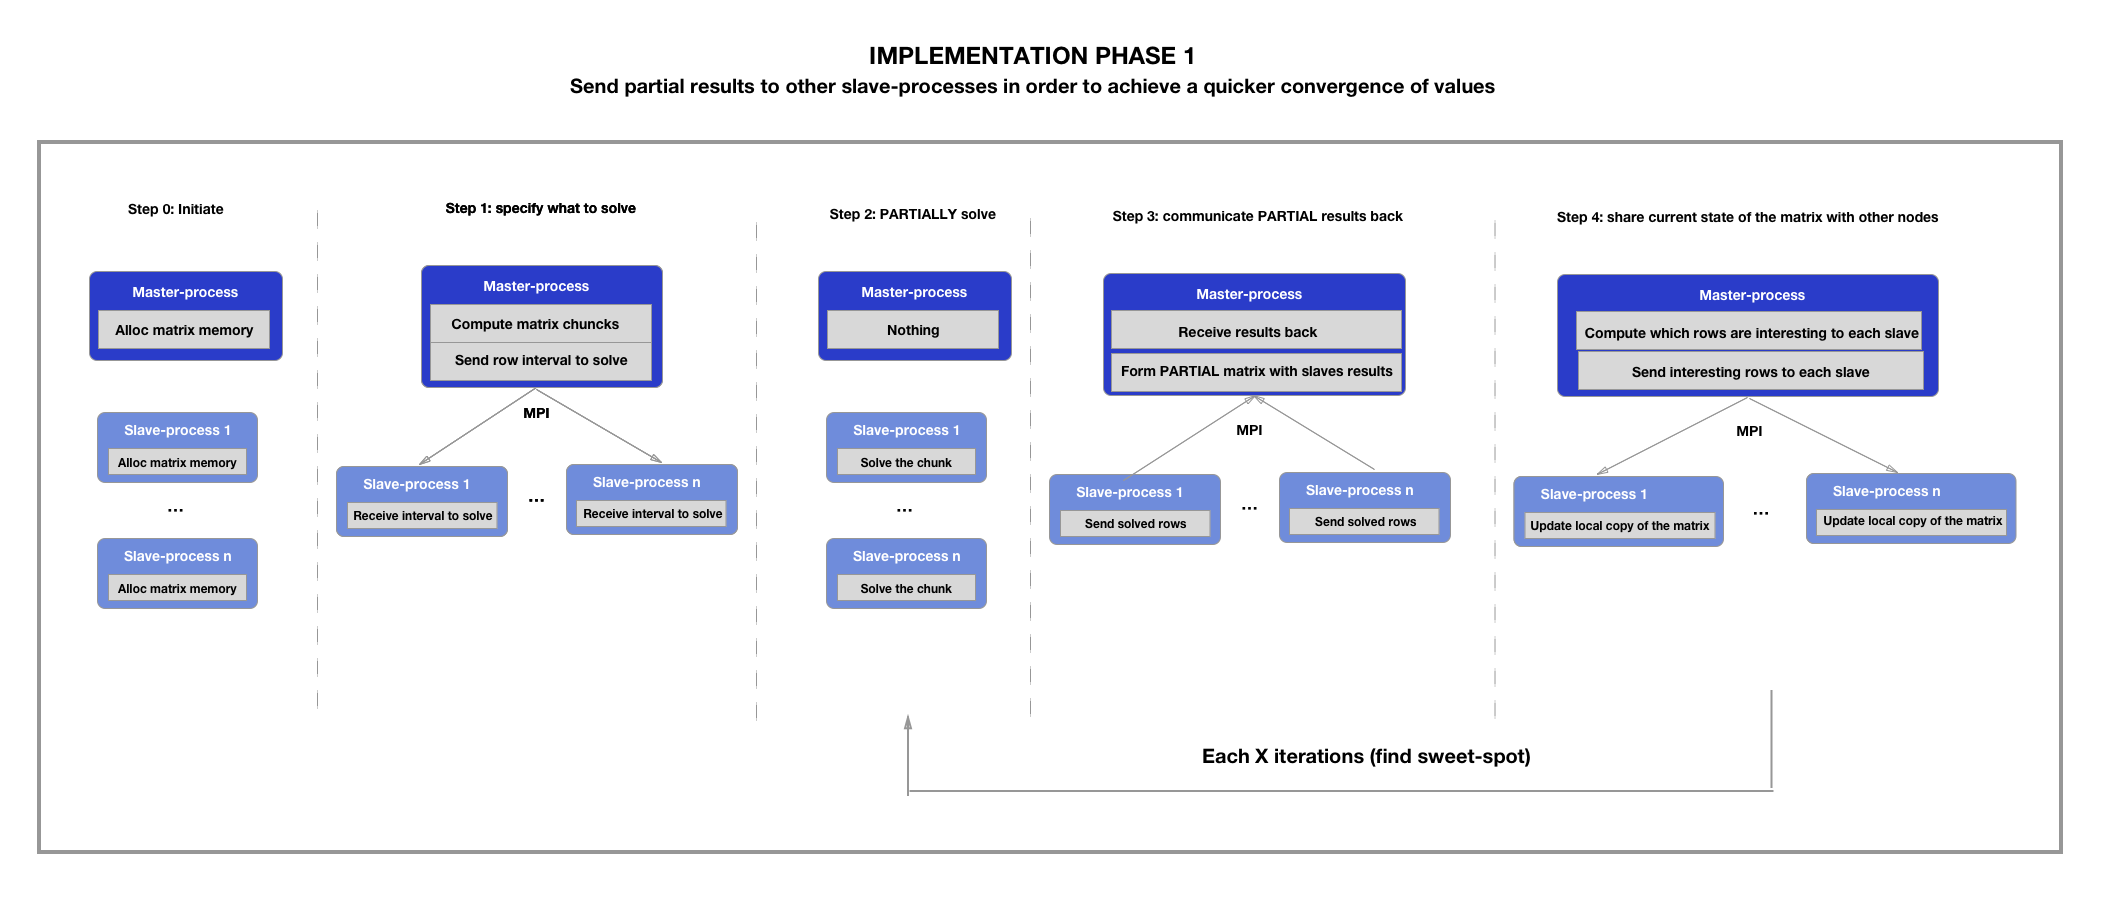 IMPLEMENTATION PHASE 1
Send partial results to other slave-processes in order to achieve a quicker convergence of values
Step 0: Initiate
Master-process
Alloc matrix memory
Slave-process 1
Alloc matrix memory
...
Slave-process n
Alloc matrix memory
Step 1: specify what to solve
Master-process
Compute matrix chuncks
Send row interval to solve
MPI
Slave-process 1
Receive interval to solve
...
Slave-process n
Receive interval to solve
Step 2: PARTIALLY solve
Master-process
Nothing
Slave-process 1
Solve the chunk
...
Slave-process n
Solve the chunk
Step 3: communicate PARTIAL results back
Master-process
Receive results back
Form PARTIAL matrix with slaves results
MPI
Slave-process 1
Send solved rows
...
Slave-process n
Send solved rows
Step 4: share current state of the matrix with other nodes
Master-process
Compute which rows are interesting to each slave
Send interesting rows to each slave
MPI
Slave-process 1
Update local copy of the matrix
...
Slave-process n
Update local copy of the matrix
Each X iterations (find sweet-spot)